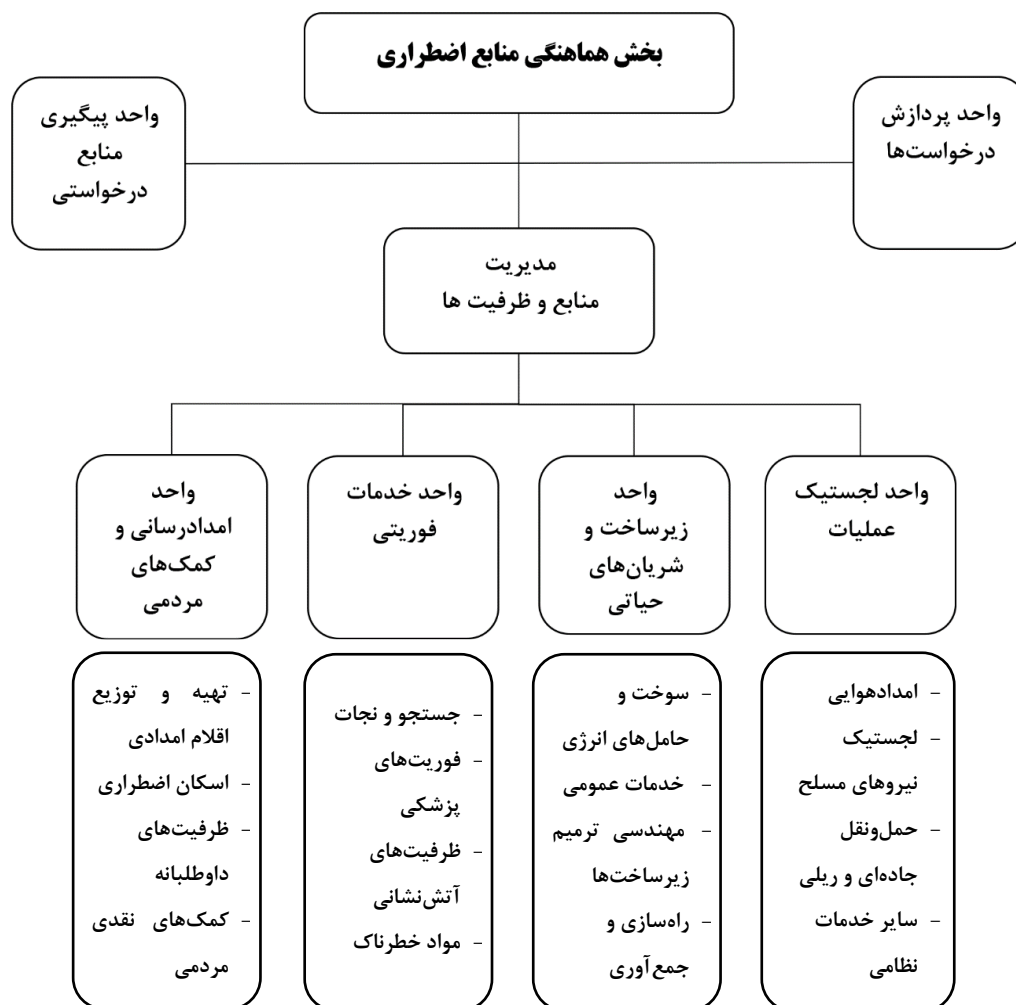 بخش هماهنگی منابع اضطراری
واحد پردازش
درخواست‌ها
واحد پیگیری
منابع
درخواستی
مدیریت
منابع و ظرفیت ها
واحد لجستیک
عملیات
واحد
زیرساخت و
شریان‌های
حیاتی
واحد خدمات
فوریتی
واحد
امدادرسانی و
کمک‌های
مردمی
- امدادهوایی
- لجستیک
نیروهای مسلح
- حمل‌ونقل
جاده‌ای و ریلی
- سایر خدمات
نظامی
- سوخت و
حامل‌های انرژی
- خدمات عمومی
- مهندسی ترمیم
زیرساخت‌ها
- راه‌سازی و
جمع‌آوری
- جستجو و نجات
- فوریت‌های
پزشکی
- ظرفیت‌های
آتش‌نشانی
- مواد خطرناک
- تهیه و توزیع
اقلام امدادی
- اسکان اضطراری
- ظرفیت‌های
داوطلبانه
- کمک‌های نقدی
مردمی